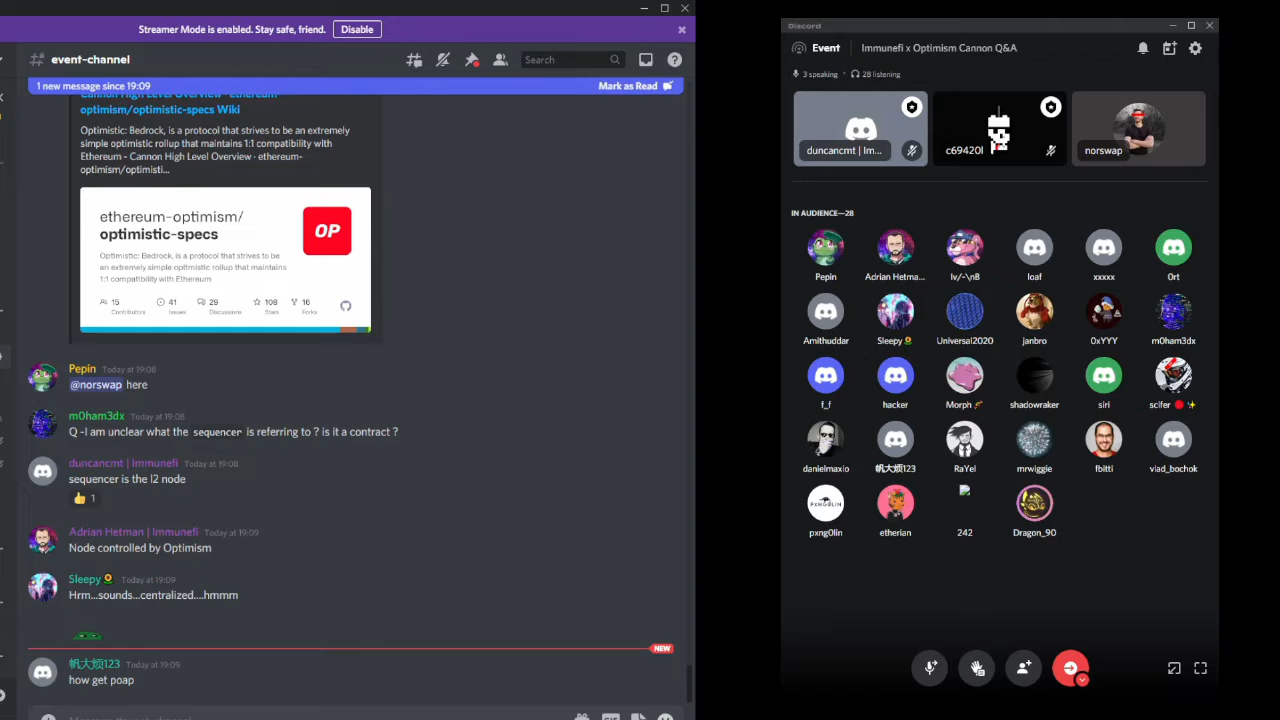 Streamer Mode is enabled. Stay safe, friend. Disable
event-channel
Search
1 new message since 19:09 Mark as Read
Cannon High Level Overview · ethereum-
optimism/optimistic-specs Wiki
Optimistic: Bedrock, is a protocol that strives to be an extremely
simple optimistic rollup that maintains 1:1 compatibility with
Ethereum - Cannon High Level Overview · ethereum-
optimism/optimisti...
ethereum-optimism/
optimistic-specs
OP
Optimistic: Bedrock, is a protocol that strives to be
an extremely simple optimistic rollup that maintains
1:1 compatibility with Ethereum
15 41 29 108 16
Contributors Issues Discussions Stars Forks
Pepin Today at 19:08
@norswap here
m0ham3dx Today at 19:08
Q -I am unclear what the sequencer is referring to ? is it a contract ?
duncancmt | Immunefi Today at 19:08
sequencer is the l2 node
👍 1
Adrian Hetman | Immunefi Today at 19:09
Node controlled by Optimism
Sleepy🌻 Today at 19:09
Hrm...sounds...centralized....hmmm
NEW
帆大烦123 Today at 19:09
how get poap
Discord
Event Immunefi x Optimism Cannon Q&A
3 speaking • 28 listening
duncancmt | Im... c69420l norswap
IN AUDIENCE—28
Pepin Adrian Hetma... lv/-\nB loaf xxxxx 0rt
Amithuddar Sleepy🌻 Universal2020 janbro 0xYYY m0ham3dx
f_f hacker Morph shadowraker siri scifer 🔴 ✨
danielmaxio 帆大烦123 RaYel mrwiggie fbitti vlad_bochok
PXNG0LIN
pxng0lin etherian 242 Dragon_90